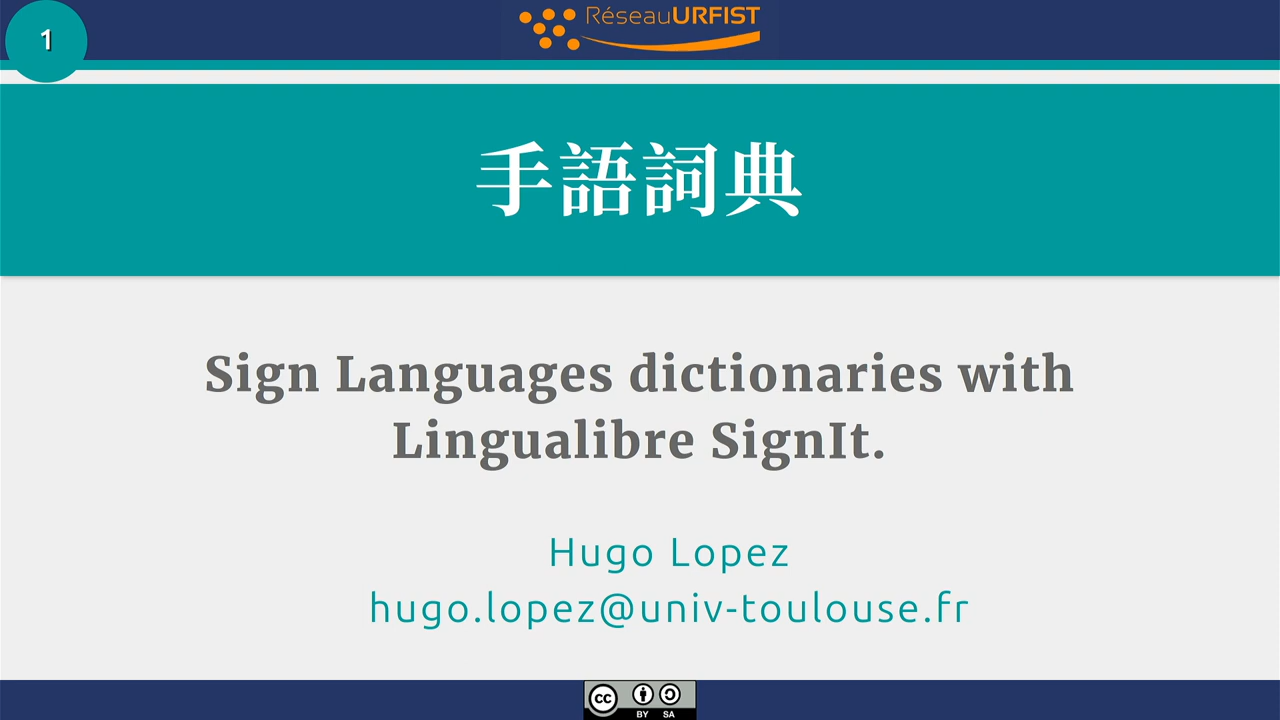 1
RéseauURFIST
手語詞典
Sign Languages dictionaries with
Lingualibre SignIt.
Hugo Lopez
hugo.lopez@univ-toulouse.fr
cc
BY SA